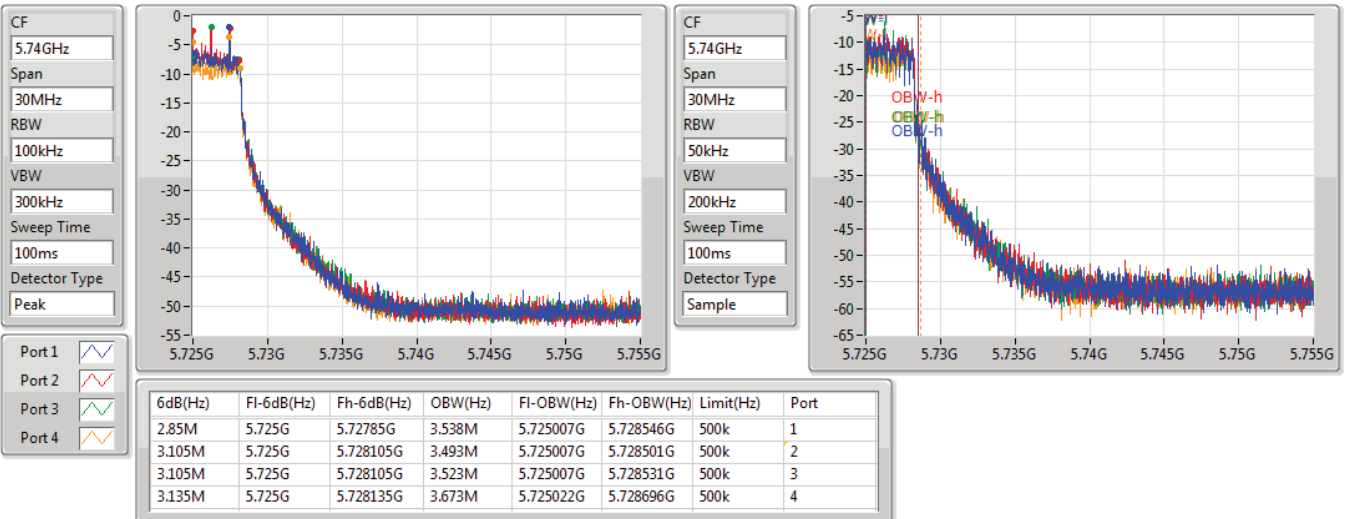 CF
5.74GHz
Span
30MHz
RBW
100kHz
VBW
300kHz
Sweep Time
100ms
Detector Type
Peak
0
-5
-10
-15
-20
-25
-30
-35
-40
-45
-50
-55
5.725G 5.73G 5.735G 5.74G 5.745G 5.75G 5.755G
CF
5.74GHz
Span
30MHz
RBW
50kHz
VBW
200kHz
Sweep Time
100ms
Detector Type
Sample
-5
-10
-15
-20
-25
-30
-35
-40
-45
-50
-55
-60
-65
OBW-h
OBW-h
OBW-h
5.725G 5.73G 5.735G 5.74G 5.745G 5.75G 5.755G
Port 1
Port 2
Port 3
Port 4
6dB(Hz) Fl-6dB(Hz) Fh-6dB(Hz) OBW(Hz) Fl-OBW(Hz) Fh-OBW(Hz) Limit(Hz) Port
2.85M 5.725G 5.72785G 3.538M 5.725007G 5.728546G 500k 1
3.105M 5.725G 5.728105G 3.493M 5.725007G 5.728501G 500k 2
3.105M 5.725G 5.728105G 3.523M 5.725007G 5.728531G 500k 3
3.135M 5.725G 5.728135G 3.673M 5.725022G 5.728696G 500k 4